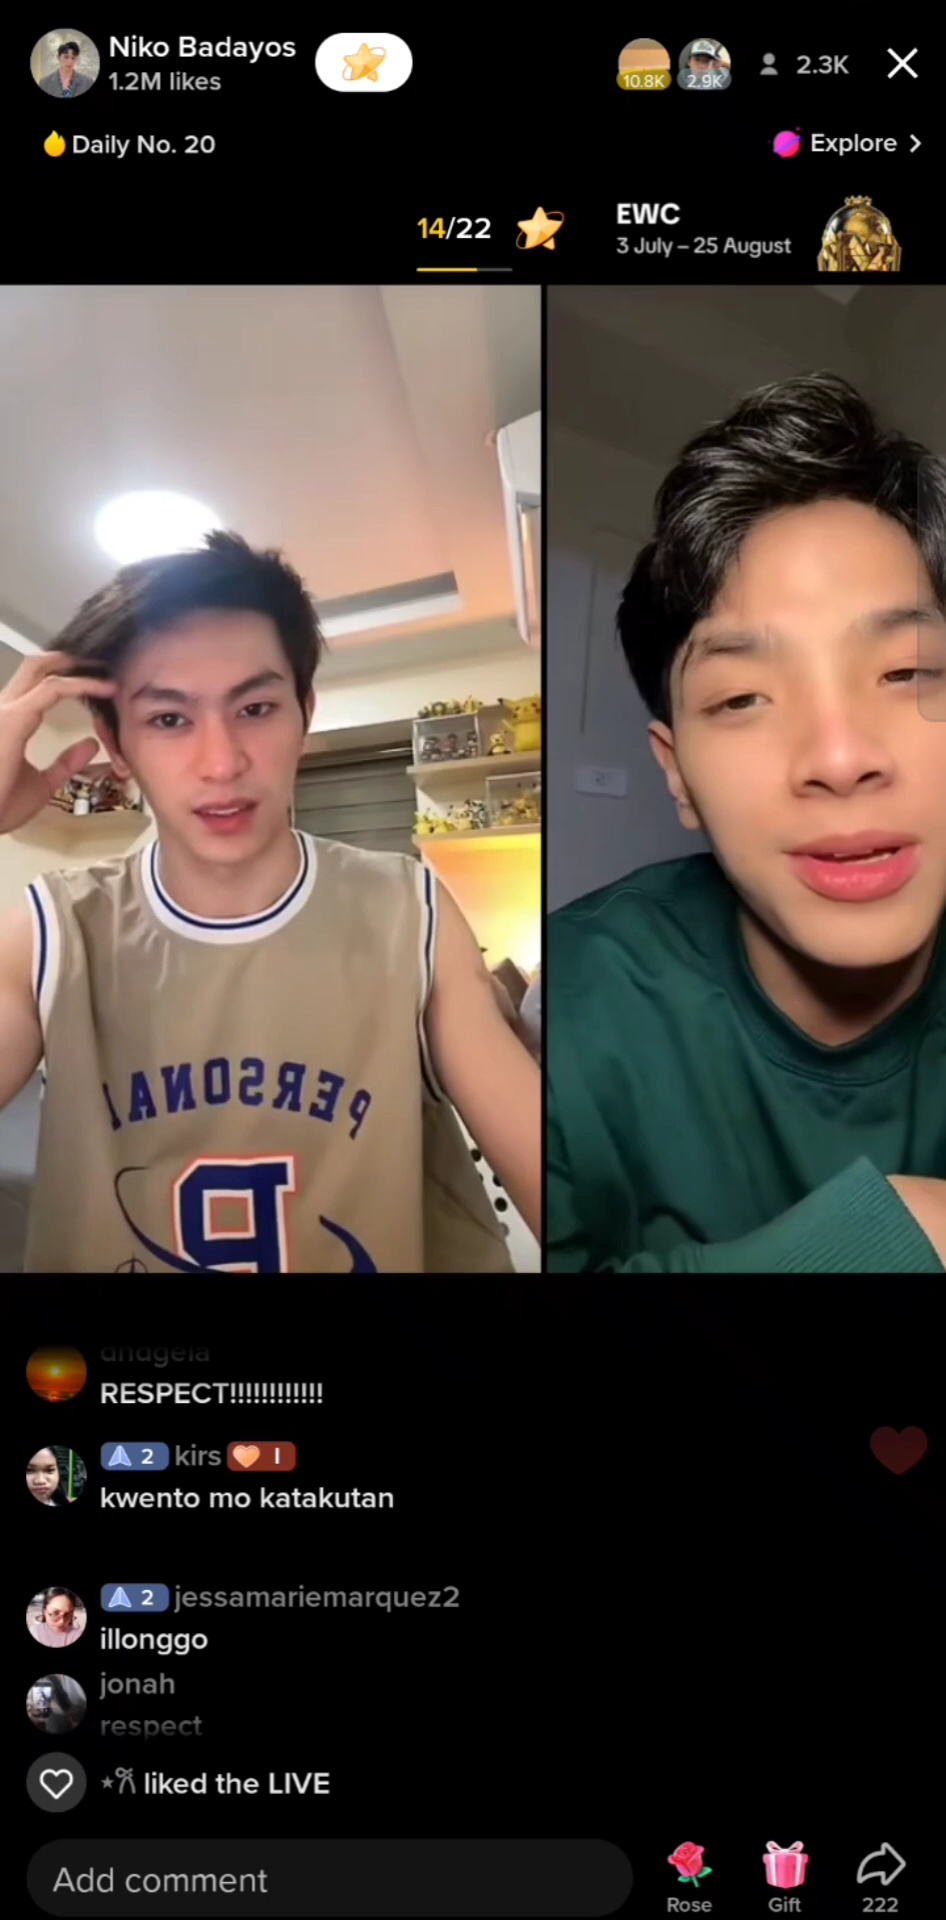 Niko Badayos
1.2M likes
10.8K
2.9K
2.3K
Daily No. 20
Explore >
14/22
EWC
3 July – 25 August
PERSONA
P
dhdgela
RESPECT!!!!!!!!!!!!
2 kirs I
kwento mo katakutan
2 jessamariemarquez2
illonggo
jonah
respect
liked the LIVE
Add comment
Rose
Gift
222